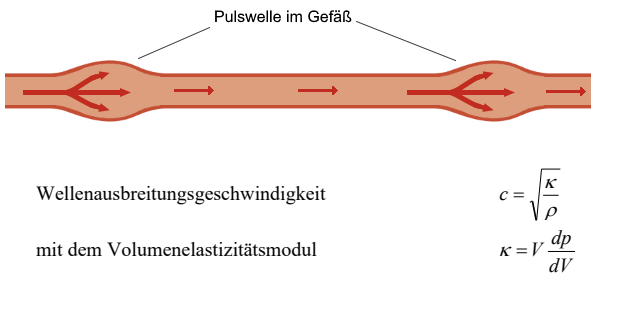 Pulswelle im Gefäß
Wellenausbreitungsgeschwindigkeit c = √(κ/ρ)
mit dem Volumenelastizitätsmodul κ = V dp/dV